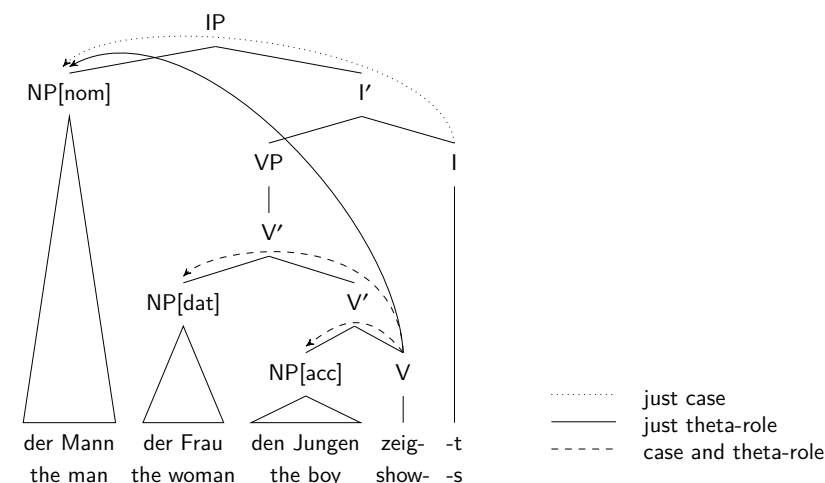 IP
NP[nom] I′
VP I
V′
NP[dat] V′
NP[acc] V
just case
just theta-role
case and theta-role
der Mann der Frau den Jungen zeig- -t
the man the woman the boy show- -s